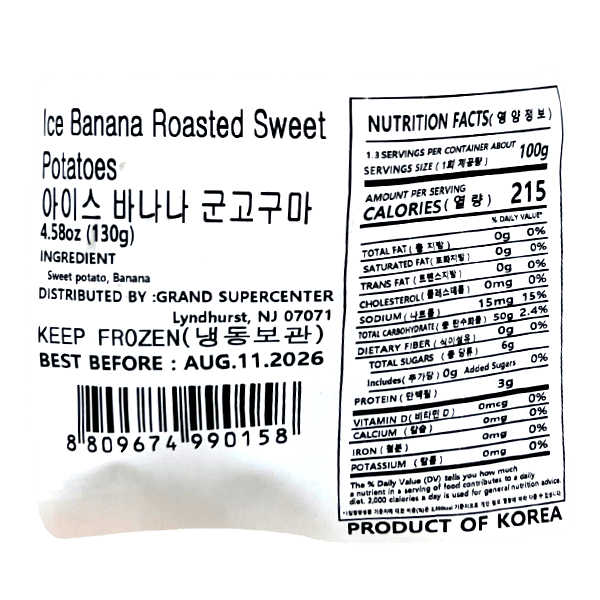 Ice Banana Roasted Sweet
Potatoes
아이스 바나나 군고구마
4.58oz (130g)
INGREDIENT
Sweet potato, Banana
DISTRIBUTED BY :GRAND SUPERCENTER
Lyndhurst, NJ 07071
KEEP FROZEN(냉동보관)
BEST BEFORE : AUG.11.2026
8 809674 990158
NUTRITION FACTS(영양정보)
1.3 SERVINGS PER CONTAINER ABOUT
SERVINGS SIZE (1회 제공량) 100g
AMOUNT PER SERVING
CALORIES(열량) 215
% DAILY VALUE*
TOTAL FAT(총 지방) 0g 0%
SATURATED FAT(포화지방) 0g 0%
TRANS FAT(트랜스지방) 0g 0%
CHOLESTEROL(콜레스테롤) 0mg 0%
SODIUM(나트륨) 15mg 15%
TOTAL CARBOHYDRATE(총 탄수화물) 50g 2.4%
DIETARY FIBER(식이섬유) 0g 0%
TOTAL SUGARS (총 당류) 6g
Includes(추가당) 0g Added Sugars 0%
PROTEIN(단백질) 3g
VITAMIN D(비타민 D) 0mcg 0%
CALCIUM (칼슘) 0mg 0%
IRON(철분) 0mg 0%
POTASSIUM (칼륨) 0mg 0%
The % Daily Value (DV) tells you how much
a nutrient in a serving of food contributes to a daily
diet. 2,000 calories a day is used for general nutrition advice.
PRODUCT OF KOREA